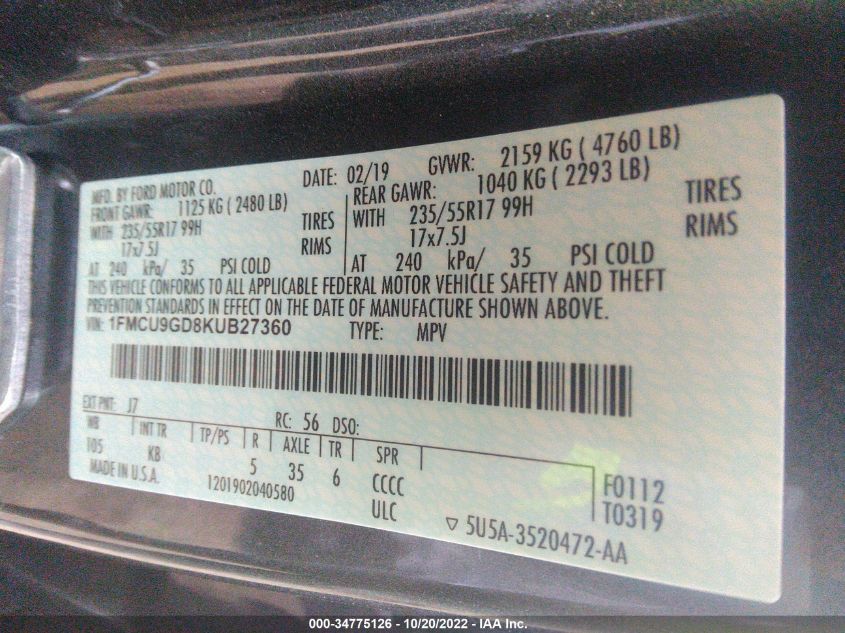 MFD. BY FORD MOTOR CO. DATE: 02/19 GVWR: 2159 KG ( 4760 LB)
FRONT GAWR: 1125 KG ( 2480 LB) REAR GAWR: 1040 KG ( 2293 LB)
WITH 235/55R17 99H TIRES WITH 235/55R17 99H TIRES
17x7.5J RIMS 17x7.5J RIMS
AT 240 kPa/ 35 PSI COLD AT 240 kPa/ 35 PSI COLD
THIS VEHICLE CONFORMS TO ALL APPLICABLE FEDERAL MOTOR VEHICLE SAFETY AND THEFT
PREVENTION STANDARDS IN EFFECT ON THE DATE OF MANUFACTURE SHOWN ABOVE.
VIN: 1FMCU9GD8KUB27360 TYPE: MPV
EXT PNT: J7 RC: 56 DSO:
WB INT TR TP/PS R AXLE TR SPR
105 KB 5 35 6 CCCC F0112
MADE IN U.S.A. 1201902040580 ULC T0319
▽ 5U5A-3520472-AA
000-34775126 - 10/20/2022 - IAA Inc.